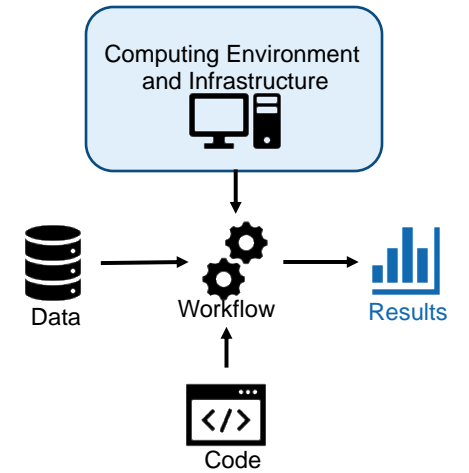 Computing Environment
and Infrastructure
Data
Workflow
Results
</>
Code